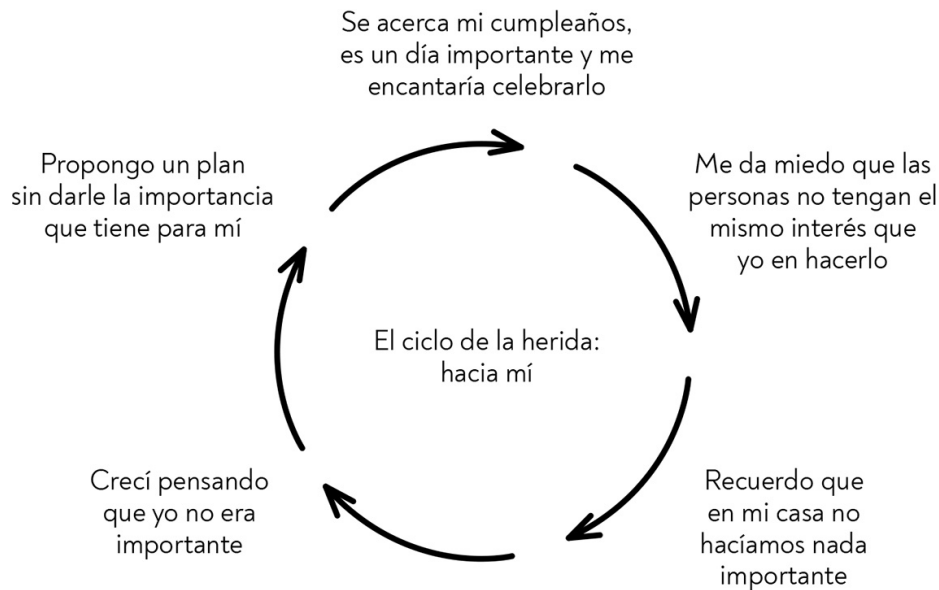 Se acerca mi cumpleaños,
es un día importante y me
encantaría celebrarlo
Me da miedo que las
personas no tengan el
mismo interés que
yo en hacerlo
Recuerdo que
en mi casa no
hacíamos nada
importante
Crecí pensando
que yo no era
importante
Propongo un plan
sin darle la importancia
que tiene para mí
El ciclo de la herida:
hacia mí